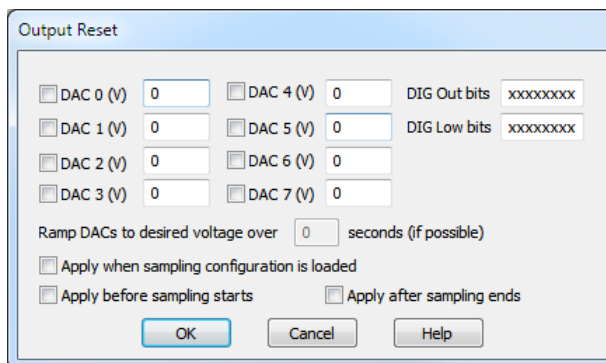 Output Reset
DAC 0 (V) 0 DAC 4 (V) 0 DIG Out bits xxxxxxxx
DAC 1 (V) 0 DAC 5 (V) 0 DIG Low bits xxxxxxxx
DAC 2 (V) 0 DAC 6 (V) 0
DAC 3 (V) 0 DAC 7 (V) 0
Ramp DACs to desired voltage over 0 seconds (if possible)
Apply when sampling configuration is loaded
Apply before sampling starts Apply after sampling ends
OK Cancel Help